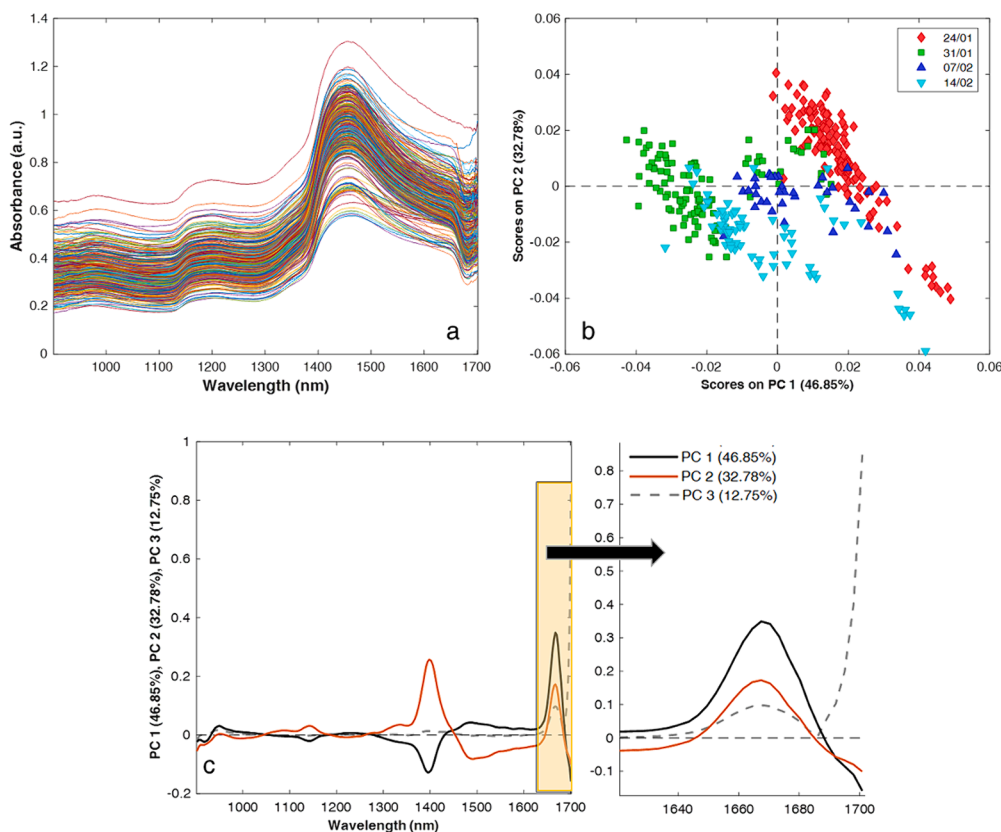 1.4
1.2
1
0.8
0.6
0.4
0.2
0
Absorbance (a.u.)
1000 1100 1200 1300 1400 1500 1600 1700
Wavelength (nm)
a
0.06
0.04
0.02
0
-0.02
-0.04
-0.06
Scores on PC 2 (32.78%)
-0.06 -0.04 -0.02 0 0.02 0.04 0.06
Scores on PC 1 (46.85%)
b
24/01
31/01
07/02
14/02
1
0.8
0.6
0.4
0.2
0
-0.2
PC 1 (46.85%), PC 2 (32.78%), PC 3 (12.75%)
1000 1100 1200 1300 1400 1500 1600 1700
Wavelength (nm)
c
PC 1 (46.85%)
PC 2 (32.78%)
PC 3 (12.75%)
0.8
0.7
0.6
0.5
0.4
0.3
0.2
0.1
0
-0.1
1640 1660 1680 1700